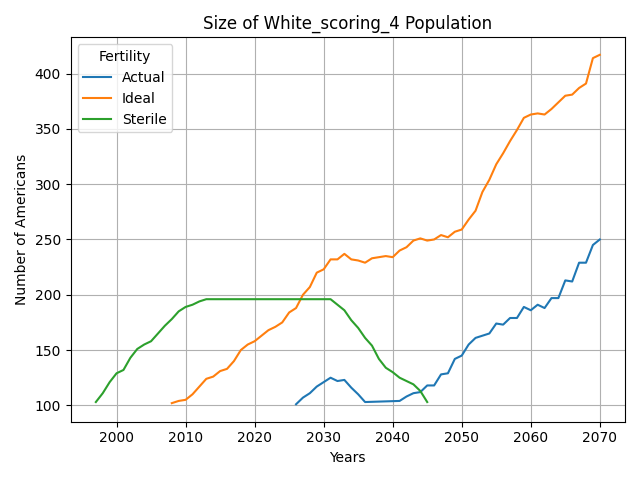 Size of White_scoring_4 Population
Fertility
Actual
Ideal
Sterile
Number of Americans
400
350
300
250
200
150
100
2000
2010
2020
2030
2040
2050
2060
2070
Years